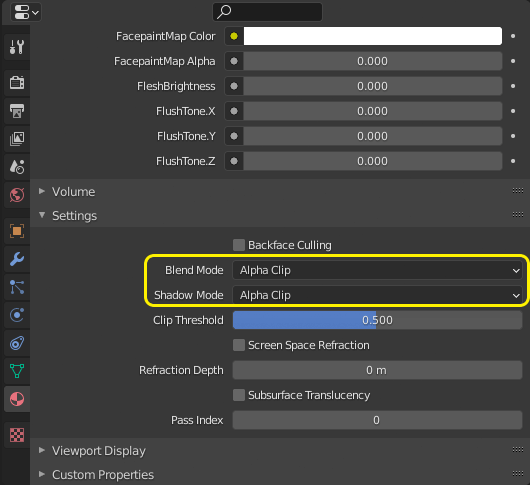 FacepaintMap Color
FacepaintMap Alpha 0.000
FleshBrightness 0.000
FlushTone.X 0.000
FlushTone.Y 0.000
FlushTone.Z 0.000
Volume
Settings
Backface Culling
Blend Mode Alpha Clip
Shadow Mode Alpha Clip
Clip Threshold 0.500
Screen Space Refraction
Refraction Depth 0 m
Subsurface Translucency
Pass Index 0
Viewport Display
Custom Properties